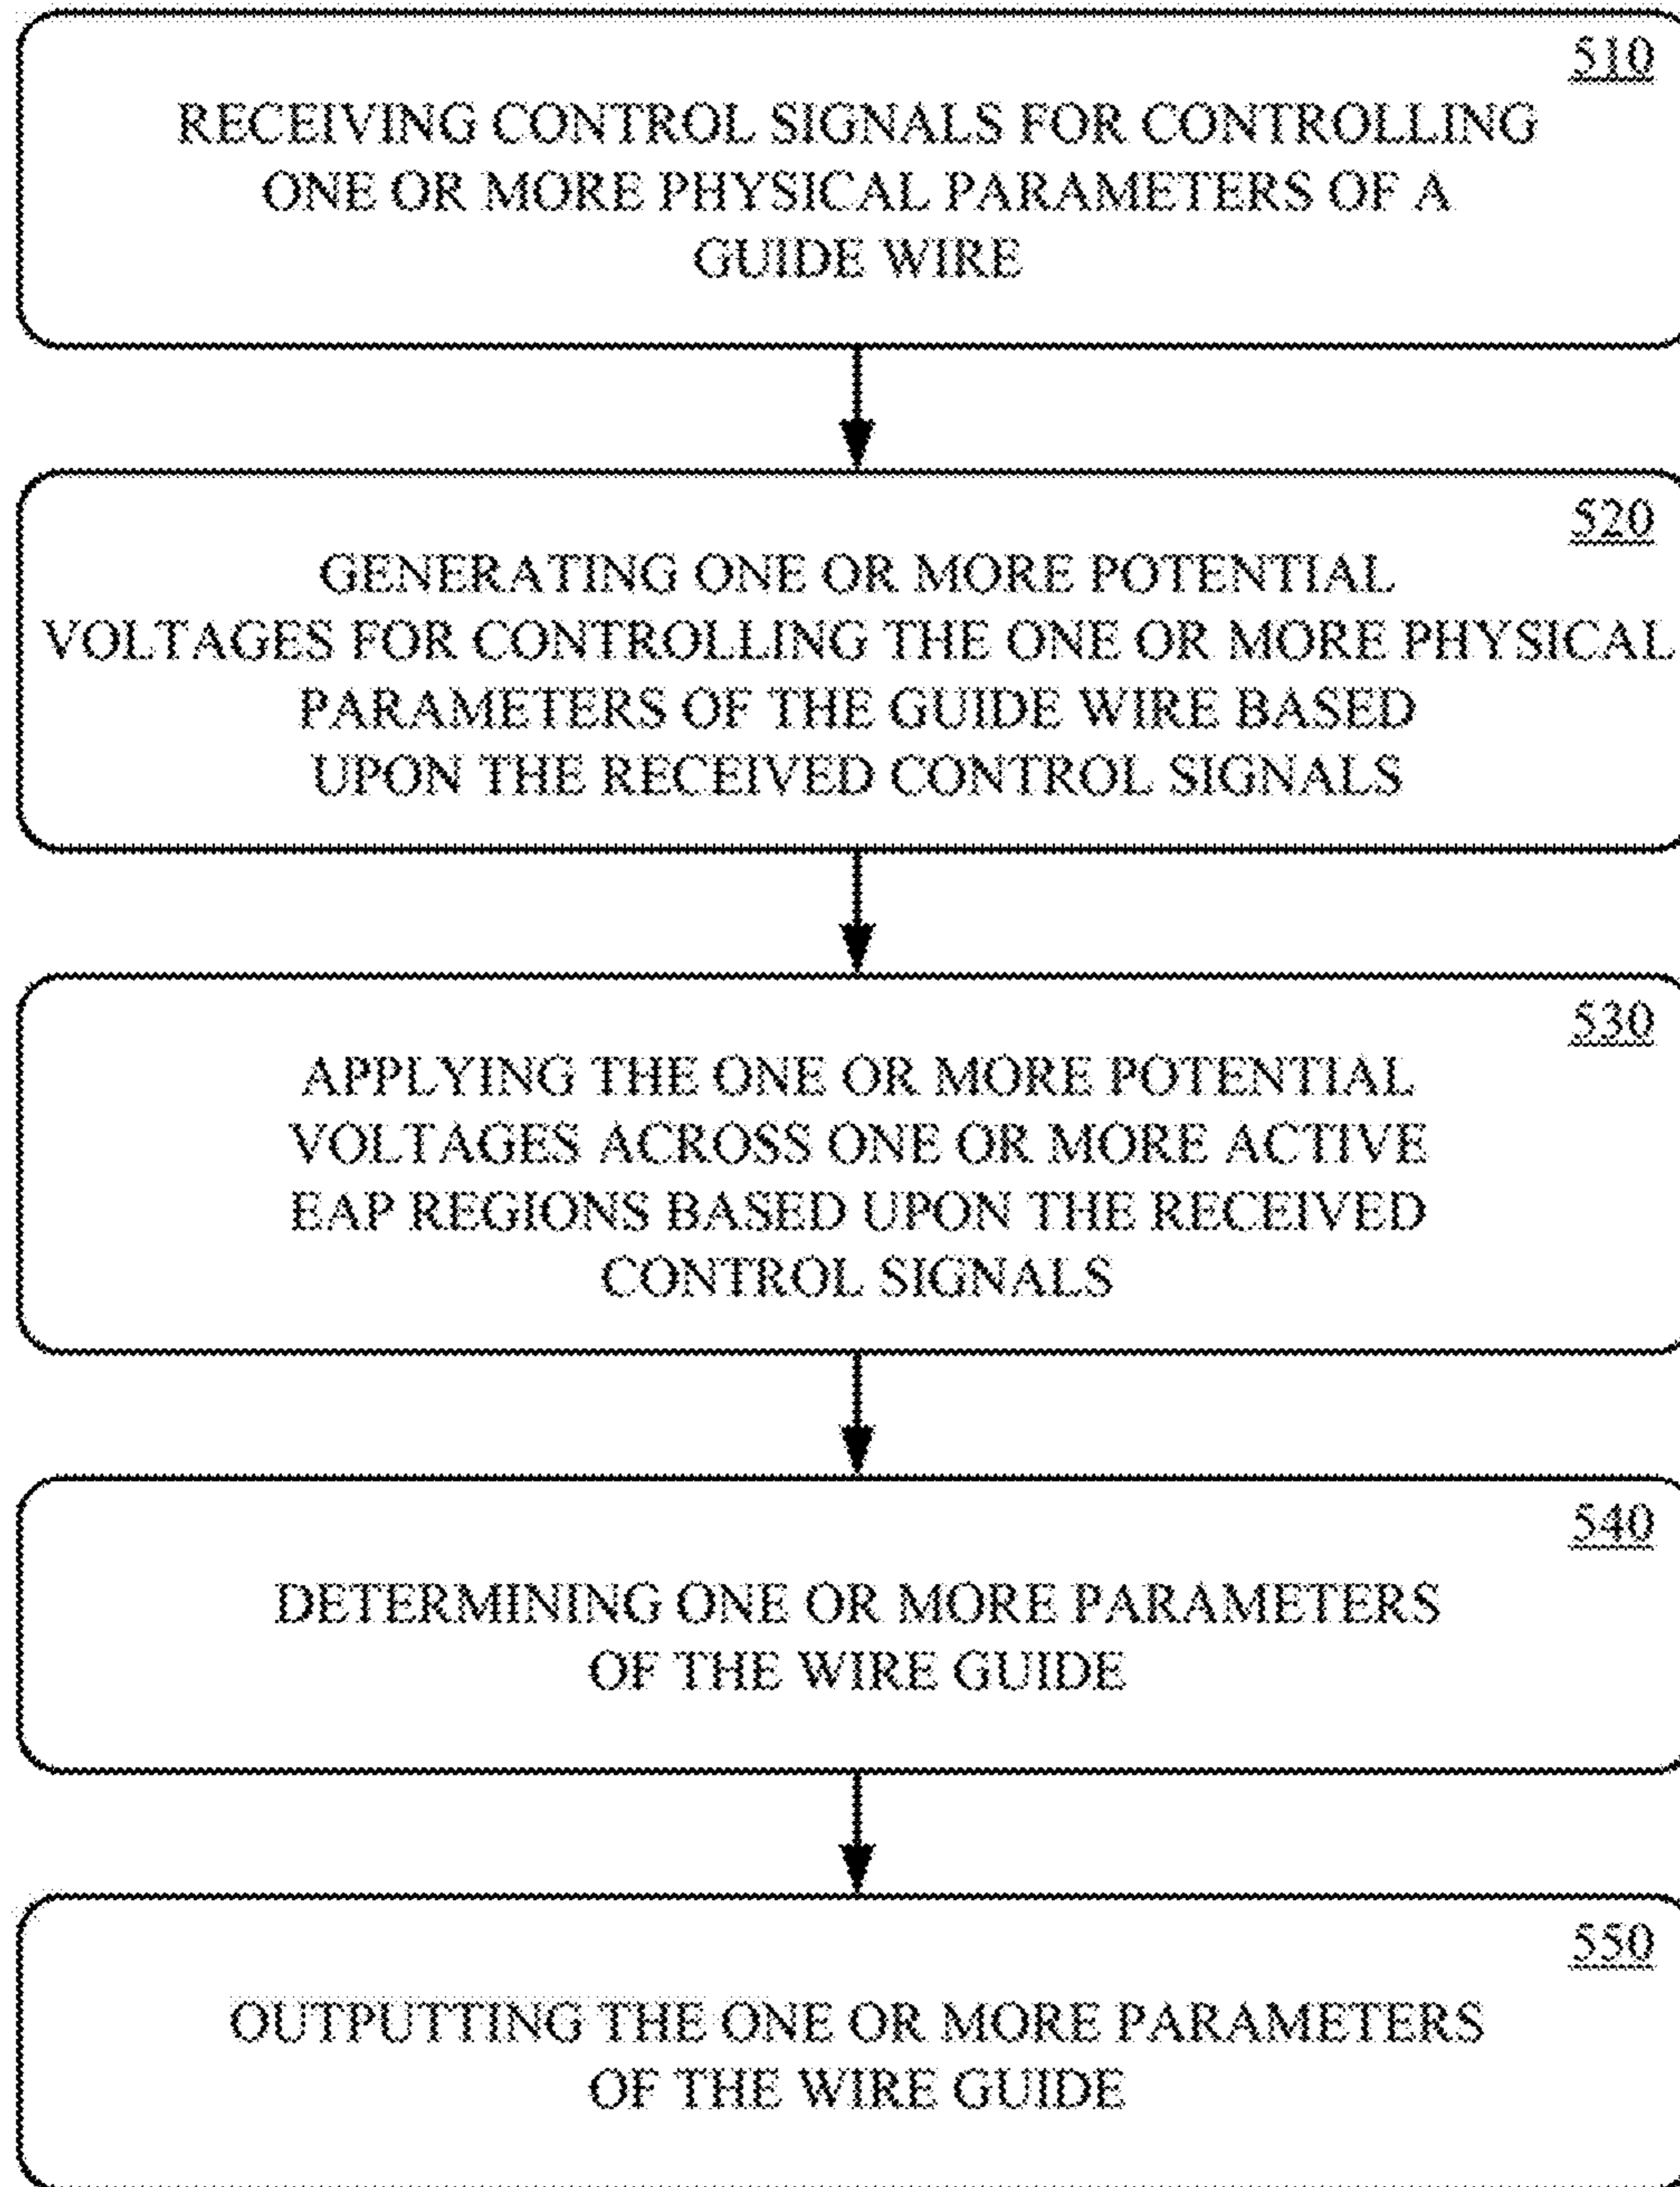 510
RECEIVING CONTROL SIGNALS FOR CONTROLLING
ONE OR MORE PHYSICAL PARAMETERS OF A
GUIDE WIRE
520
GENERATING ONE OR MORE POTENTIAL
VOLTAGES FOR CONTROLLING THE ONE OR MORE PHYSICAL
PARAMETERS OF THE GUIDE WIRE BASED
UPON THE RECEIVED CONTROL SIGNALS
530
APPLYING THE ONE OR MORE POTENTIAL
VOLTAGES ACROSS ONE OR MORE ACTIVE
EAP REGIONS BASED UPON THE RECEIVED
CONTROL SIGNALS
540
DETERMINING ONE OR MORE PARAMETERS
OF THE WIRE GUIDE
550
OUTPUTTING THE ONE OR MORE PARAMETERS
OF THE WIRE GUIDE